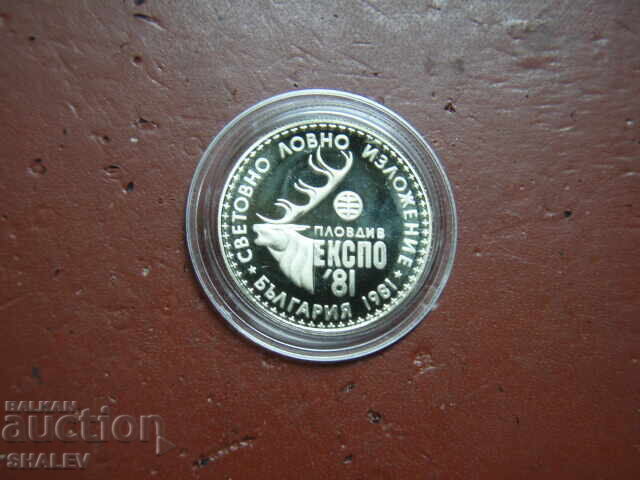 СВЕТОВНО ЛОВНО ИЗЛОЖЕНИЕ
ПЛОВДИВ
ЕКСПО
'81
БЪЛГАРИЯ 1981
BALKAN
auction
SHALEV